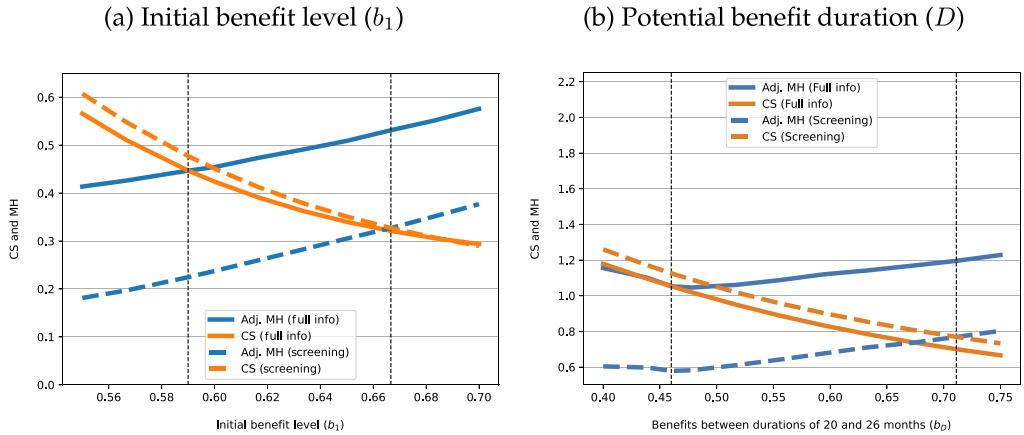 (a) Initial benefit level (b₁)
0.6
0.5
0.4
0.3
0.2
0.1
0.0
CS and MH
Adj. MH (full info)
CS (full info)
Adj. MH (screening)
CS (screening)
0.56 0.58 0.60 0.62 0.64 0.66 0.68 0.70
Initial benefit level (b₁)
(b) Potential benefit duration (D)
2.2
2.0
1.8
1.6
1.4
1.2
1.0
0.8
0.6
CS and MH
Adj. MH (Full info)
CS (Full info)
Adj. MH (Screening)
CS (Screening)
0.40 0.45 0.50 0.55 0.60 0.65 0.70 0.75
Benefits between durations of 20 and 26 months (b_D)